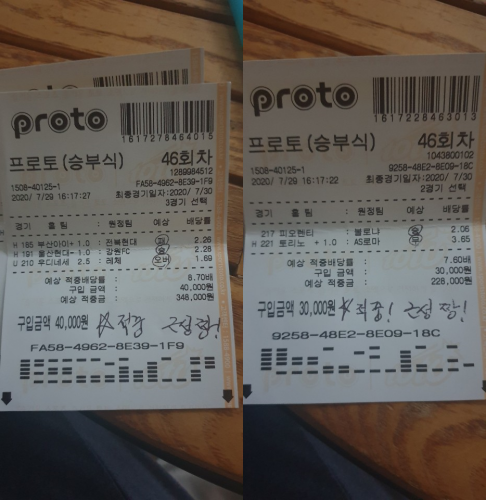 proto
1617278464015
프로토(승부식) 46회차
1289984512
1508-40125-1 FA58-4962-8E39-1F9
2020/ 7/29 16:17:27 최종경기일자:2020/ 7/30
3경기 선택
경기 홈 팀 : 원정팀 예상 배당률
H 185 부산아이+ 1.0 : 전북현대 패 2.26
H 191 울산현대- 1.0 : 강원FC 승 2.28
U 210 우디네세 2.5 : 레체 오버 1.69
예상 적중배당률 : 8.70배
구입 금액 : 40,000원
예상 적중금 : 348,000원
구입금액 40,000원 적중 근성짱!
FA58-4962-8E39-1F9
proto
1617228463013
프로토(승부식) 46회차
1043800102
1508-40125-1 9258-48E2-8E09-18C
2020/ 7/29 16:17:22 최종경기일자:2020/ 7/30
2경기 선택
경기 홈 팀 : 원정팀 예상 배당률
217 피오렌티 : 볼로냐 승 2.06
H 221 토리노 + 1.0 : AS로마 무 3.65
예상 적중배당률 : 7.60배
구입 금액 : 30,000원
예상 적중금 : 228,000원
구입금액 30,000원 적중! 근성짱!
9258-48E2-8E09-18C